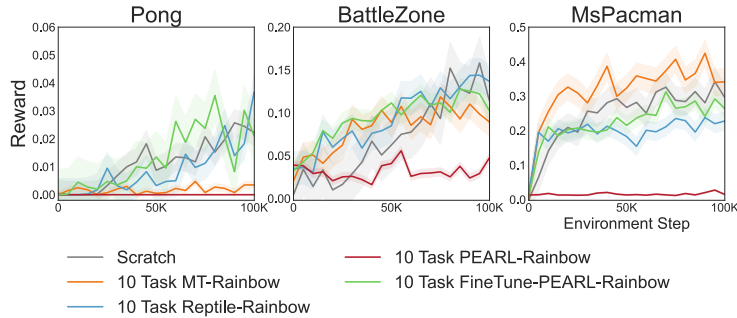 Pong BattleZone MsPacman
Reward
0.06
0.05
0.04
0.03
0.02
0.01
0.00
0 50K 100K
0.20
0.15
0.10
0.05
0.00
0 50K 100K
0.5
0.4
0.3
0.2
0.1
0.0
0 50K 100K
Environment Step
Scratch
10 Task MT-Rainbow
10 Task Reptile-Rainbow
10 Task PEARL-Rainbow
10 Task FineTune-PEARL-Rainbow